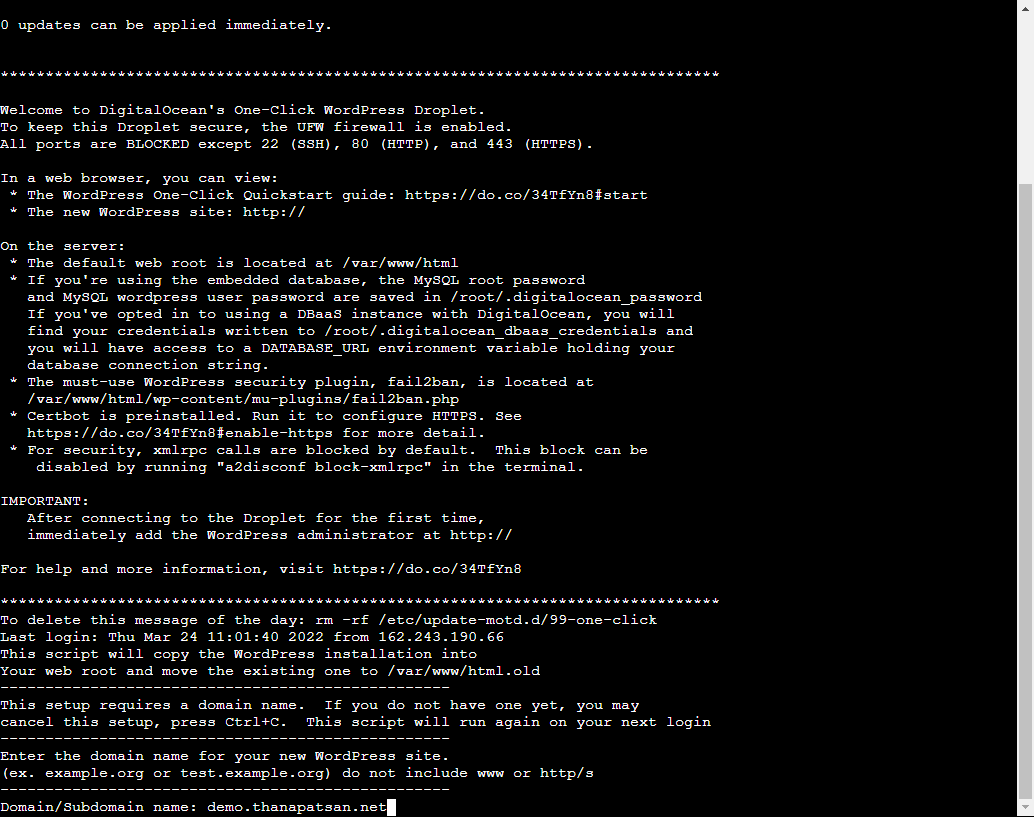 0 updates can be applied immediately.
********************************************************************************
Welcome to DigitalOcean's One-Click WordPress Droplet.
To keep this Droplet secure, the UFW firewall is enabled.
All ports are BLOCKED except 22 (SSH), 80 (HTTP), and 443 (HTTPS).
In a web browser, you can view:
* The WordPress One-Click Quickstart guide: https://do.co/34TfYn8#start
* The new WordPress site: http://
On the server:
* The default web root is located at /var/www/html
* If you're using the embedded database, the MySQL root password
and MySQL wordpress user password are saved in /root/.digitalocean_password
If you've opted in to using a DBaaS instance with DigitalOcean, you will
find your credentials written to /root/.digitalocean_dbaas_credentials and
you will have access to a DATABASE_URL environment variable holding your
database connection string.
* The must-use WordPress security plugin, fail2ban, is located at
/var/www/html/wp-content/mu-plugins/fail2ban.php
* Certbot is preinstalled. Run it to configure HTTPS. See
https://do.co/34TfYn8#enable-https for more detail.
* For security, xmlrpc calls are blocked by default.  This block can be
disabled by running "a2disconf block-xmlrpc" in the terminal.
IMPORTANT:
After connecting to the Droplet for the first time,
immediately add the WordPress administrator at http://
For help and more information, visit https://do.co/34TfYn8
********************************************************************************
To delete this message of the day: rm -rf /etc/update-motd.d/99-one-click
Last login: Thu Mar 24 11:01:40 2022 from 162.243.190.66
This script will copy the WordPress installation into
Your web root and move the existing one to /var/www/html.old
--------------------------------------------------
This setup requires a domain name.  If you do not have one yet, you may
cancel this setup, press Ctrl+C.  This script will run again on your next login
--------------------------------------------------
Enter the domain name for your new WordPress site.
(ex. example.org or test.example.org) do not include www or http/s
--------------------------------------------------
Domain/Subdomain name: demo.thanapatsan.net